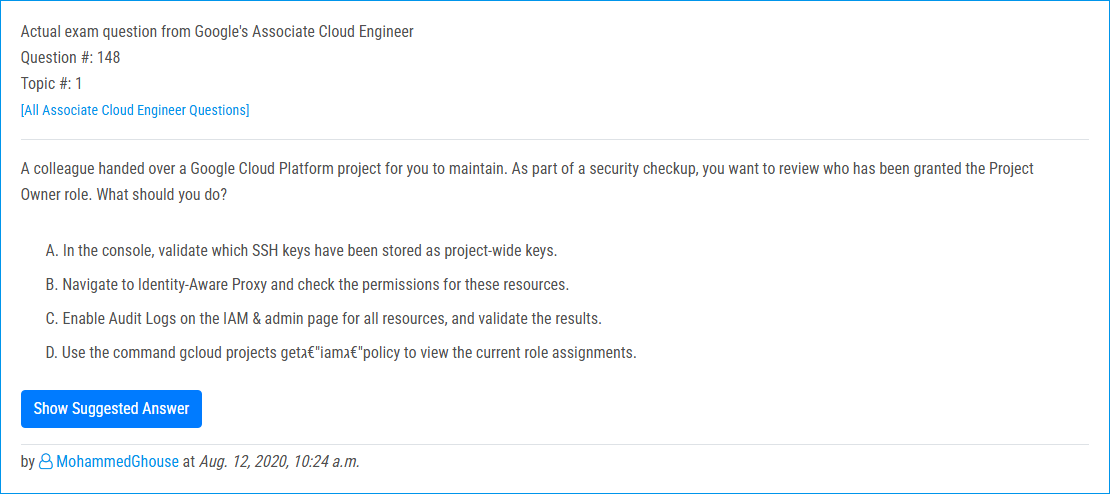 Actual exam question from Google's Associate Cloud Engineer
Question #: 148
Topic #: 1
[All Associate Cloud Engineer Questions]
A colleague handed over a Google Cloud Platform project for you to maintain. As part of a security checkup, you want to review who has been granted the Project
Owner role. What should you do?
A. In the console, validate which SSH keys have been stored as project-wide keys.
B. Navigate to Identity-Aware Proxy and check the permissions for these resources.
C. Enable Audit Logs on the IAM & admin page for all resources, and validate the results.
D. Use the command gcloud projects getג€"iamג€"policy to view the current role assignments.
Show Suggested Answer
by MohammedGhouse at Aug. 12, 2020, 10:24 a.m.